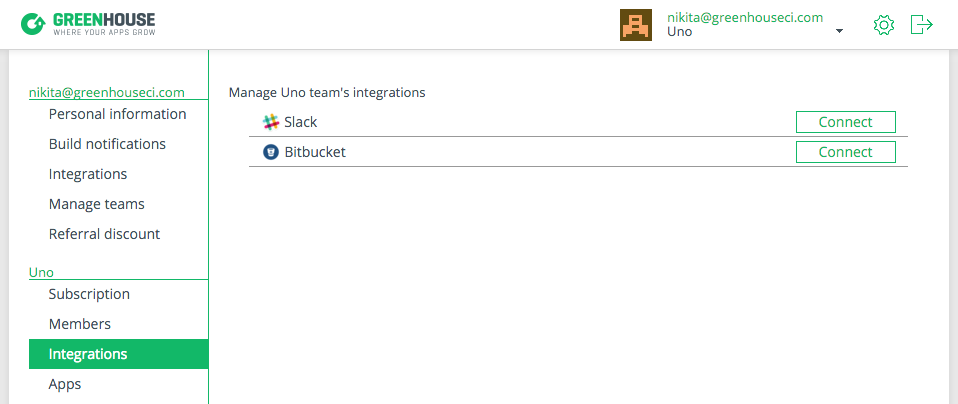 GREENHOUSE
WHERE YOUR APPS GROW
nikita@greenhouseci.com
Uno
nikita@greenhouseci.com
Personal information
Build notifications
Integrations
Manage teams
Referral discount
Uno
Subscription
Members
Integrations
Apps
Manage Uno team's integrations
Slack Connect
Bitbucket Connect